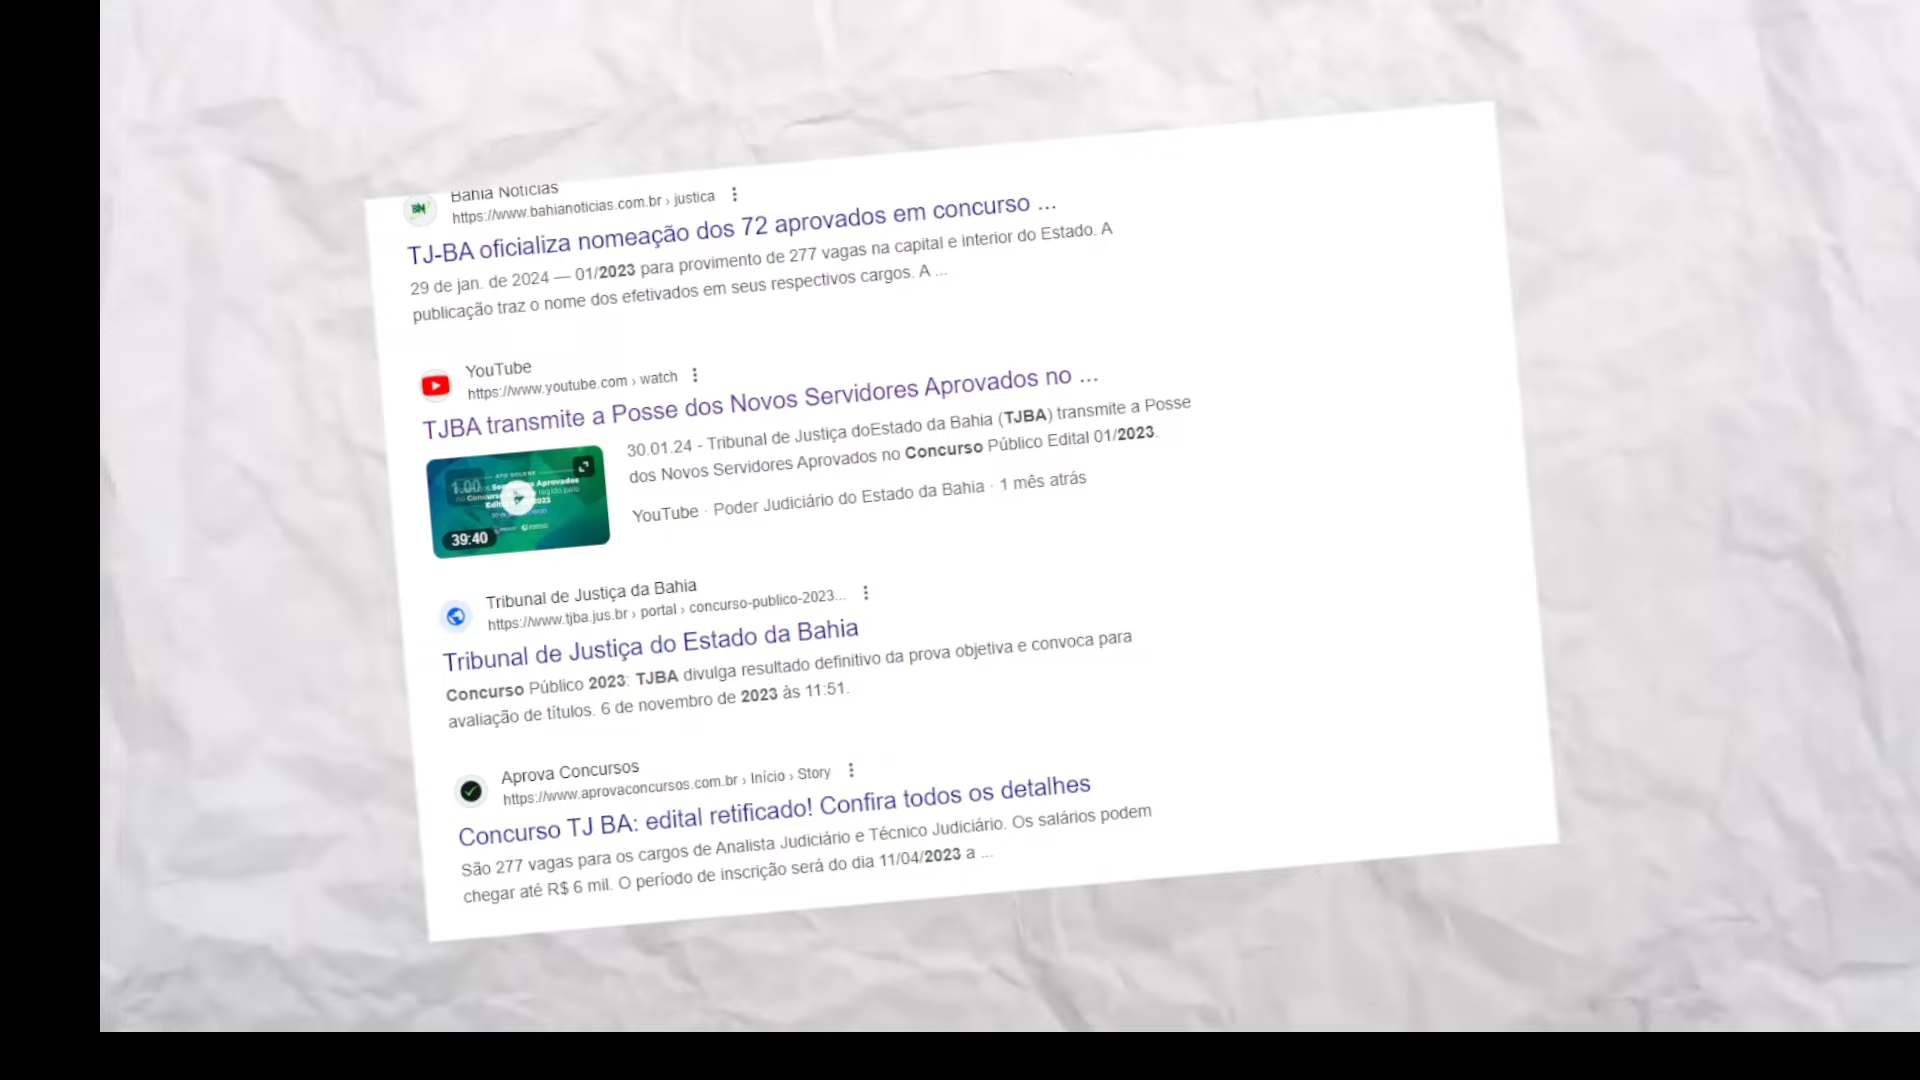 Bahia Notícias
https://www.bahianoticias.com.br › justica
TJ-BA oficializa nomeação dos 72 aprovados em concurso ...
29 de jan. de 2024 — 01/2023 para provimento de 277 vagas na capital e interior do Estado. A
publicação traz o nome dos efetivados em seus respectivos cargos. A ...
YouTube
https://www.youtube.com › watch
TJBA transmite a Posse dos Novos Servidores Aprovados no ...
30.01.24 - Tribunal de Justiça doEstado da Bahia (TJBA) transmite a Posse
dos Novos Servidores Aprovados no Concurso Público Edital 01/2023.
YouTube · Poder Judiciário do Estado da Bahia · 1 mês atrás
1.00
39:40
Tribunal de Justiça da Bahia
https://www.tjba.jus.br › portal › concurso-publico-2023...
Tribunal de Justiça do Estado da Bahia
Concurso Público 2023: TJBA divulga resultado definitivo da prova objetiva e convoca para
avaliação de títulos. 6 de novembro de 2023 às 11:51.
Aprova Concursos
https://www.aprovaconcursos.com.br › Início › Story
Concurso TJ BA: edital retificado! Confira todos os detalhes
São 277 vagas para os cargos de Analista Judiciário e Técnico Judiciário. Os salários podem
chegar até R$ 6 mil. O período de inscrição será do dia 11/04/2023 a ...